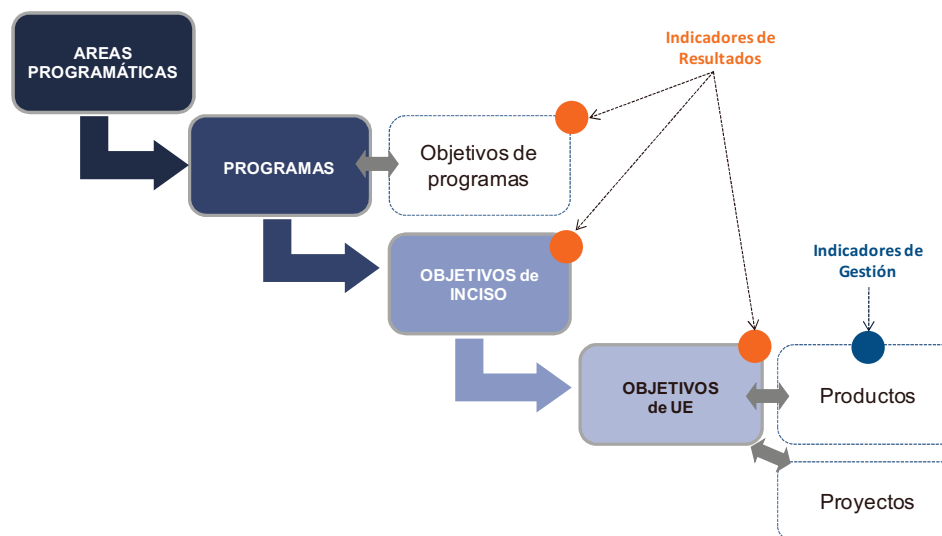 AREAS
PROGRAMÁTICAS
Indicadores de
Resultados
PROGRAMAS
Objetivos de
programas
OBJETIVOS de
INCISO
Indicadores de
Gestión
OBJETIVOS
de UE
Productos
Proyectos